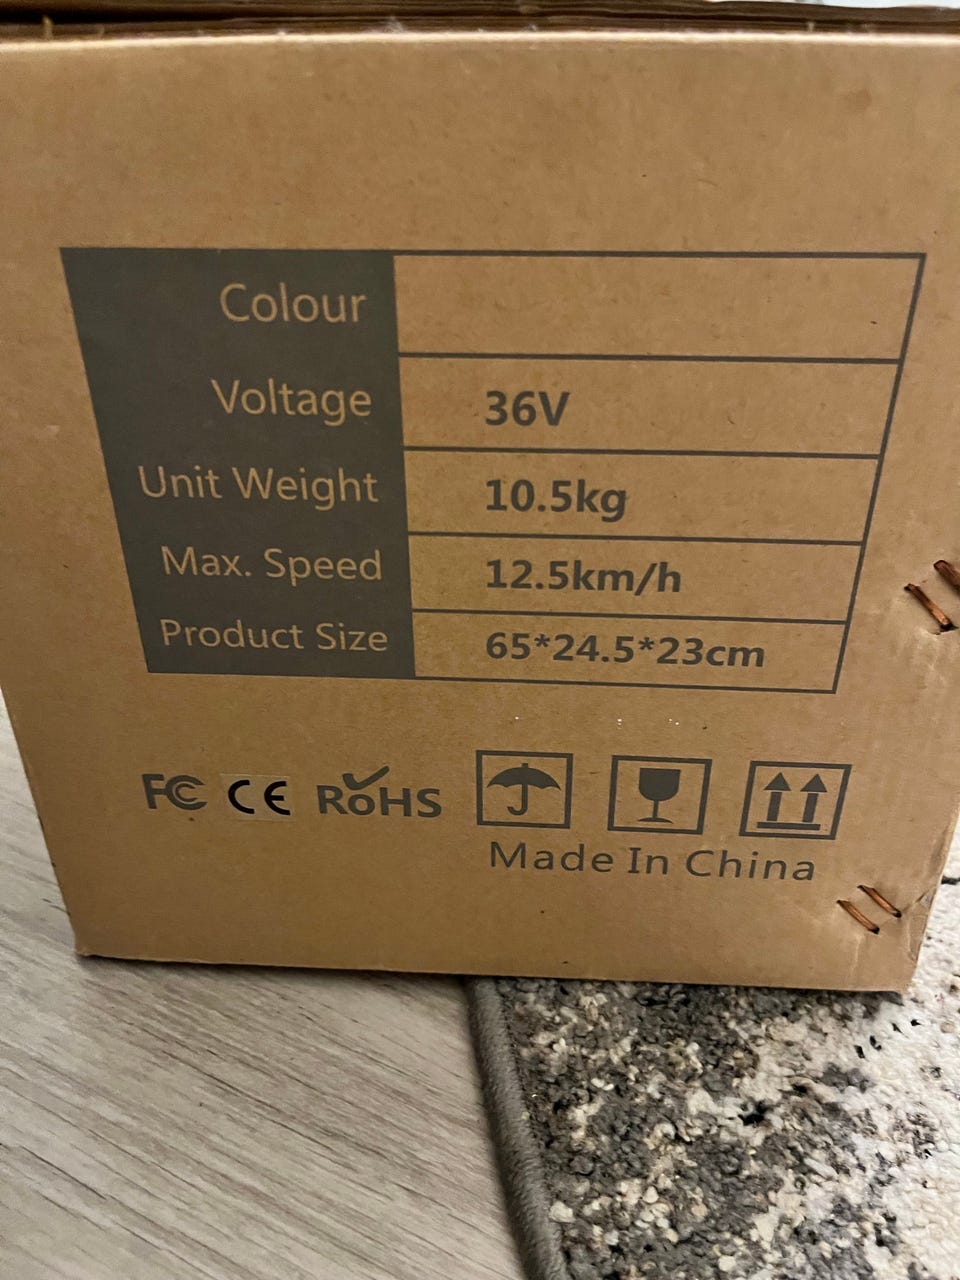 Colour
Voltage 36V
Unit Weight 10.5kg
Max. Speed 12.5km/h
Product Size 65*24.5*23cm
FC CE RoHS
Made In China